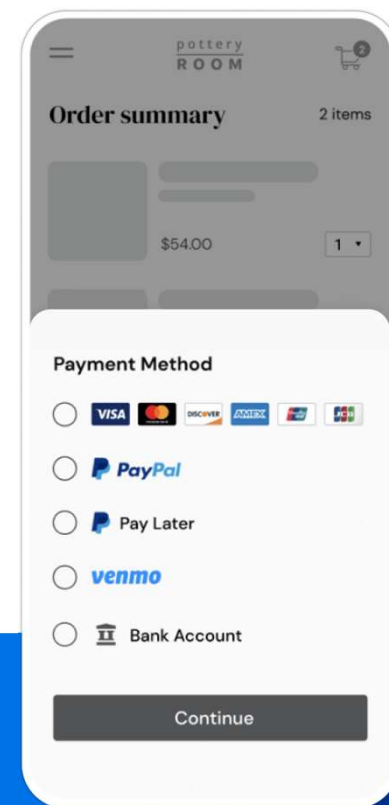 pottery
ROOM
2
Order summary 2 items
$54.00 1
Payment Method
VISA DISCOVER AMEX JCB
PayPal
Pay Later
venmo
Bank Account
Continue